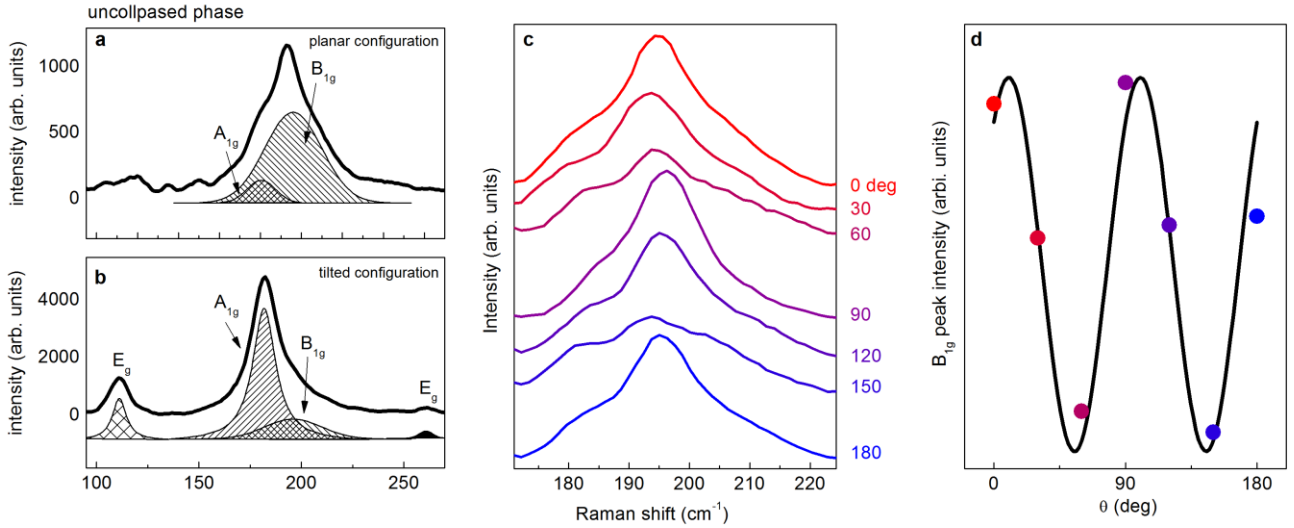 uncollpased phase
a
planar configuration
A1g
B1g
1000
500
0
intensity (arb. units)
b
tilted configuration
A1g
B1g
Eg
Eg
4000
2000
0
intensity (arb. units)
100
150
200
250
c
0 deg
30
60
90
120
150
180
Intensity (arb. units)
180
190
200
210
220
Raman shift (cm-1)
d
B1g peak intensity (arbi. units)
0
90
180
θ (deg)